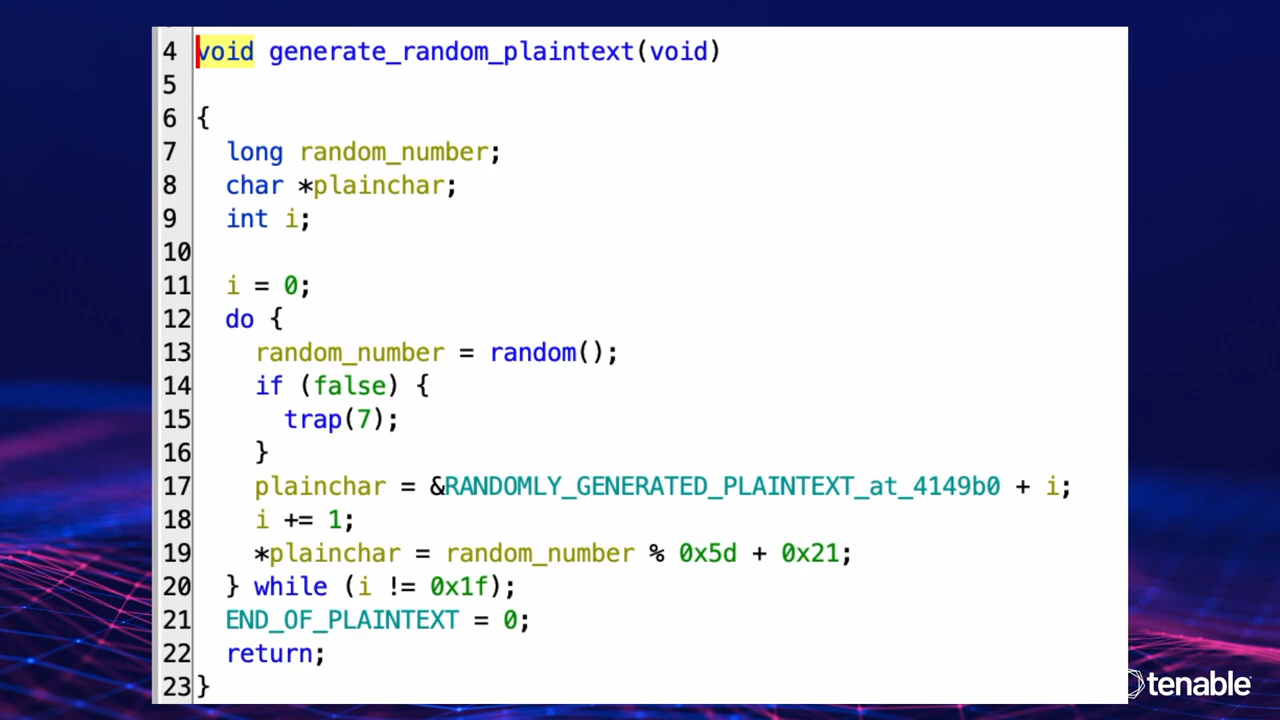 4 void generate_random_plaintext(void)
5
6 {
7   long random_number;
8   char *plainchar;
9   int i;
10
11   i = 0;
12   do {
13     random_number = random();
14     if (false) {
15       trap(7);
16     }
17     plainchar = &RANDOMLY_GENERATED_PLAINTEXT_at_4149b0 + i;
18     i += 1;
19     *plainchar = random_number % 0x5d + 0x21;
20   } while (i != 0x1f);
21   END_OF_PLAINTEXT = 0;
22   return;
23 }
tenable